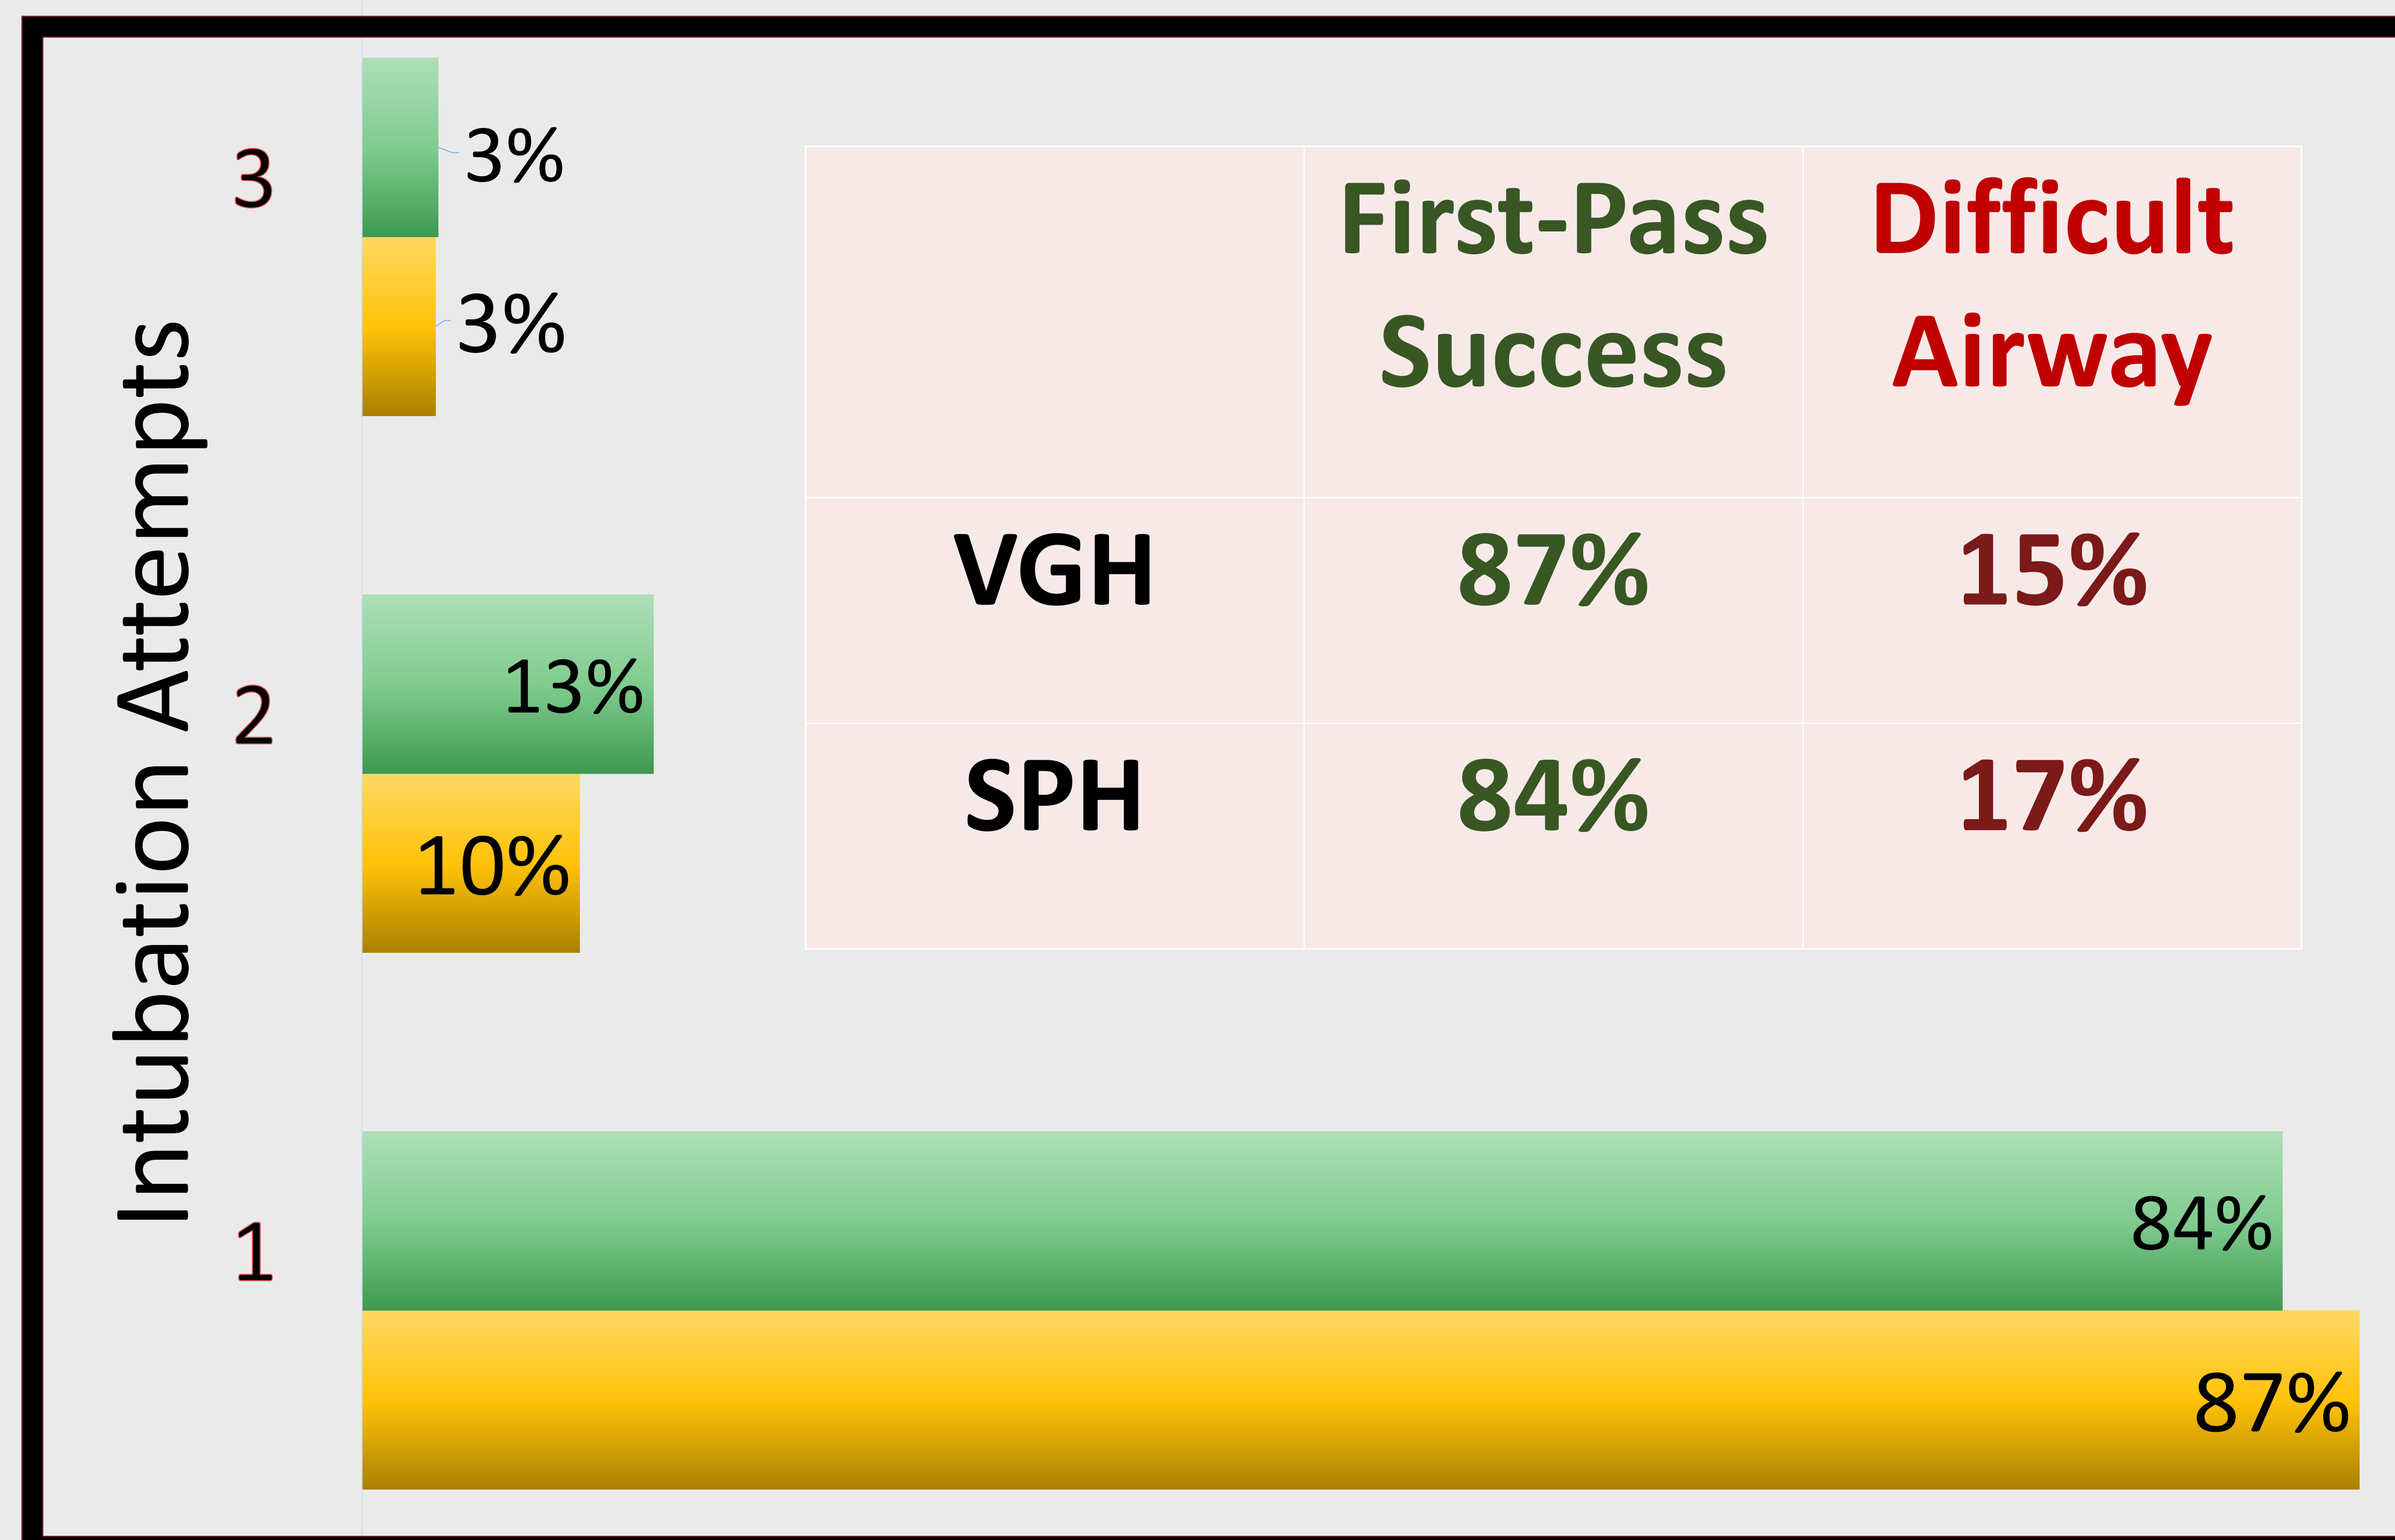 Intubation Attempts
3
3%
3%
2
13%
10%
1
84%
87%
First-Pass Difficult
Success Airway
VGH 87% 15%
SPH 84% 17%